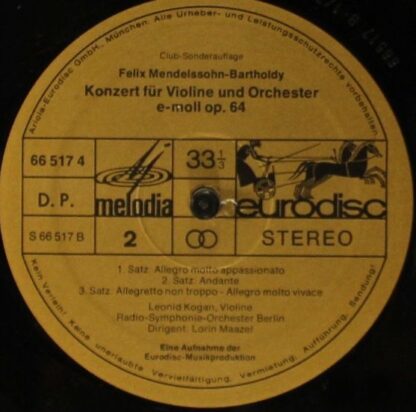 Ariola-Eurodisc GmbH., München. Alle Urheber- und Leistungsschutzrechte vorbehalten.
Club-Sonderauflage
Felix Mendelssohn-Bartholdy
Konzert für Violine und Orchester
e-moll op. 64
66 517 4
33 1/3
D. P.
melodia
eurodisc
S 66 517 B
2
STEREO
1. Satz: Allegro molto appassionato
2. Satz: Andante
3. Satz: Allegretto non troppo - Allegro molto vivace
Leonid Kogan, Violine
Radio-Symphonie-Orchester Berlin
Dirigent: Lorin Maazel
Eine Aufnahme der
Eurodisc-Musikproduktion
Kein Verleih! Keine unerlaubte Vervielfältigung, Vermietung, Aufführung, Sendung!